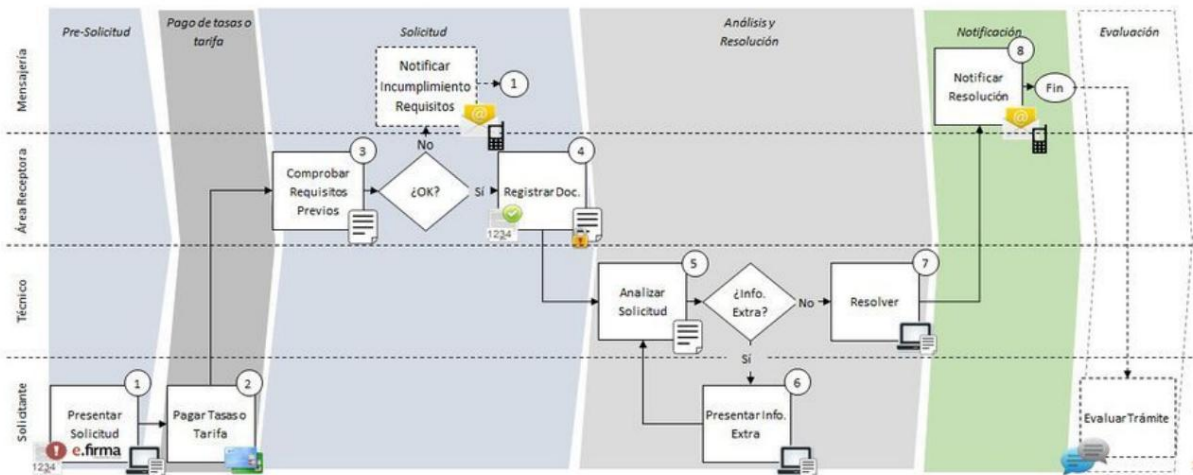 Pre-Solicitud
Pago de tasas o
tarifa
Solicitud
Análisis y
Resolución
Notificación
Evaluación
Mensajería
Notificar
Incumplimiento
Requisitos
1
8
Notificar
Resolución
Fin
Área Receptora
3
Comprobar
Requisitos
Previos
¿OK?
No
Sí
4
Registrar Doc.
1234
Técnico
5
Analizar
Solicitud
¿Info.
Extra?
No
Sí
7
Resolver
Solicitante
1
Presentar
Solicitud
1234
e.firma
2
Pagar Tasas o
Tarifa
6
Presentar Info.
Extra
Evaluar Trámite